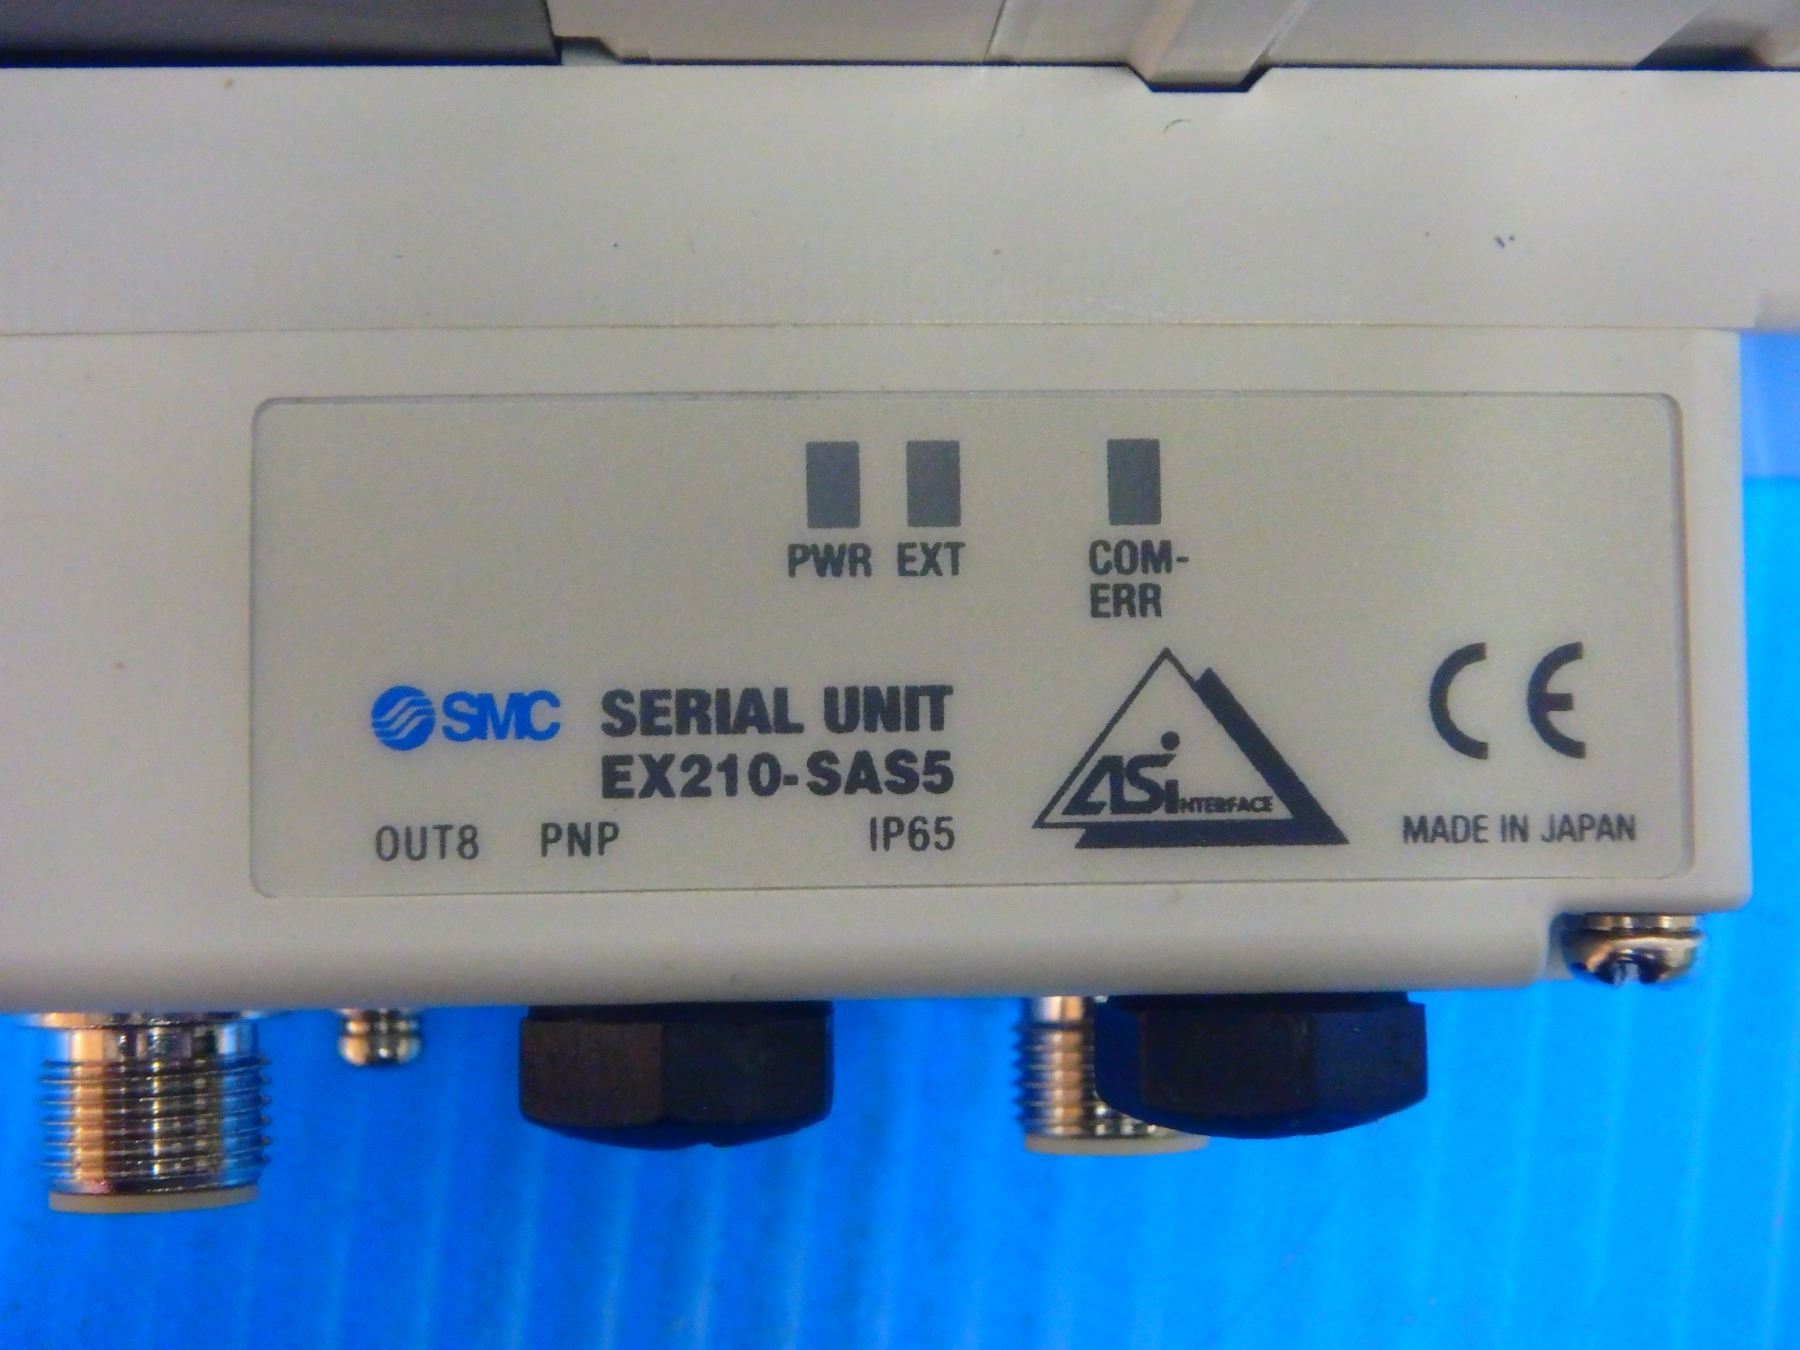 PWR EXT COM-
ERR
SMC SERIAL UNIT
EX210-SAS5
OUT8 PNP IP65
ASi INTERFACE
CE
MADE IN JAPAN